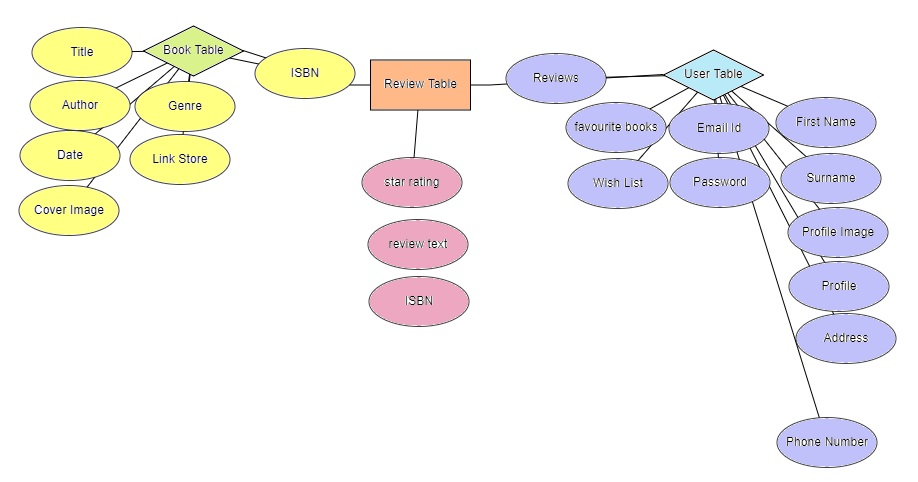 Title
Book Table
ISBN
Author
Genre
Date
Link Store
Cover Image
Review Table
star rating
review text
ISBN
Reviews
User Table
favourite books
Email Id
First Name
Wish List
Password
Surname
Profile Image
Profile
Address
Phone Number